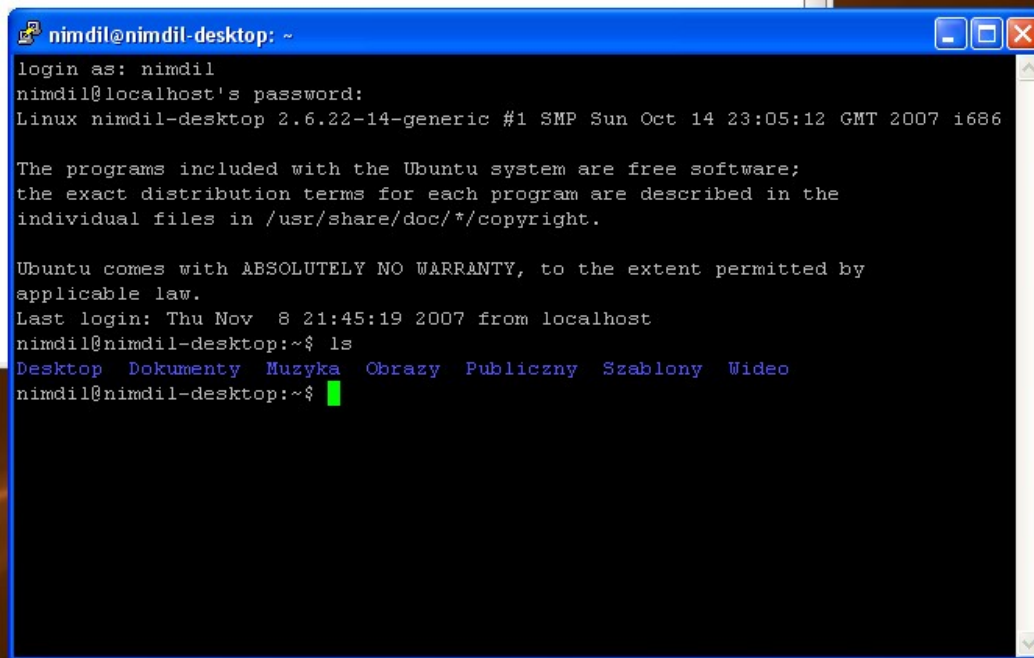 nimdil@nimdil-desktop: ~
login as: nimdil
nimdil@localhost's password:
Linux nimdil-desktop 2.6.22-14-generic #1 SMP Sun Oct 14 23:05:12 GMT 2007 i686
The programs included with the Ubuntu system are free software;
the exact distribution terms for each program are described in the
individual files in /usr/share/doc/*/copyright.
Ubuntu comes with ABSOLUTELY NO WARRANTY, to the extent permitted by
applicable law.
Last login: Thu Nov  8 21:45:19 2007 from localhost
nimdil@nimdil-desktop:~$ ls
Desktop  Dokumenty  Muzyka  Obrazy  Publiczny  Szablony  Wideo
nimdil@nimdil-desktop:~$